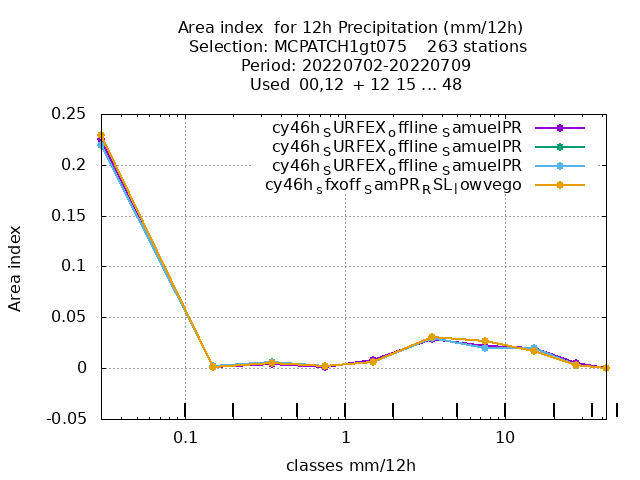 Area index  for 12h Precipitation (mm/12h)
Selection: MCPATCH1gt075    263 stations
Period: 20220702-20220709
Used  00,12  + 12 15 ... 48
cy46h_SURFEX_offline_SamuelPR
cy46h_SURFEX_offline_SamuelPR
cy46h_SURFEX_offline_SamuelPR
cy46h_sfxoff_SamPR_RSL_lowvego
0.25
0.2
0.15
0.1
0.05
0
-0.05
Area index
0.1 1 10
classes mm/12h